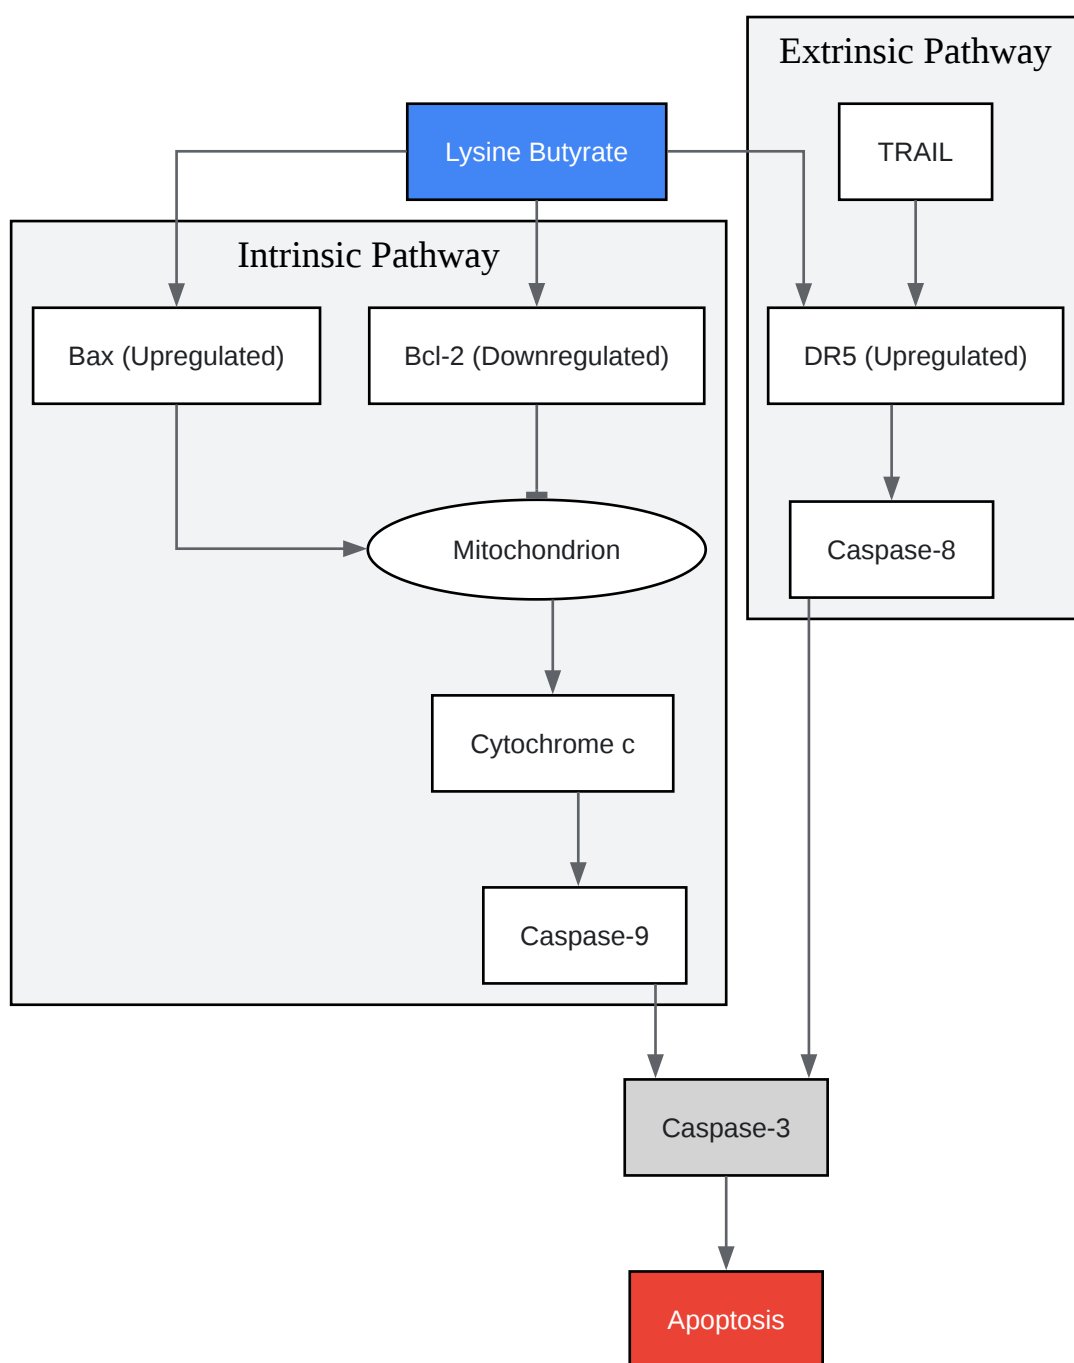 Extrinsic Pathway
Lysine Butyrate
TRAIL
Intrinsic Pathway
Bax (Upregulated)
Bcl-2 (Downregulated)
DR5 (Upregulated)
Mitochondrion
Caspase-8
Cytochrome c
Caspase-9
Caspase-3
Apoptosis